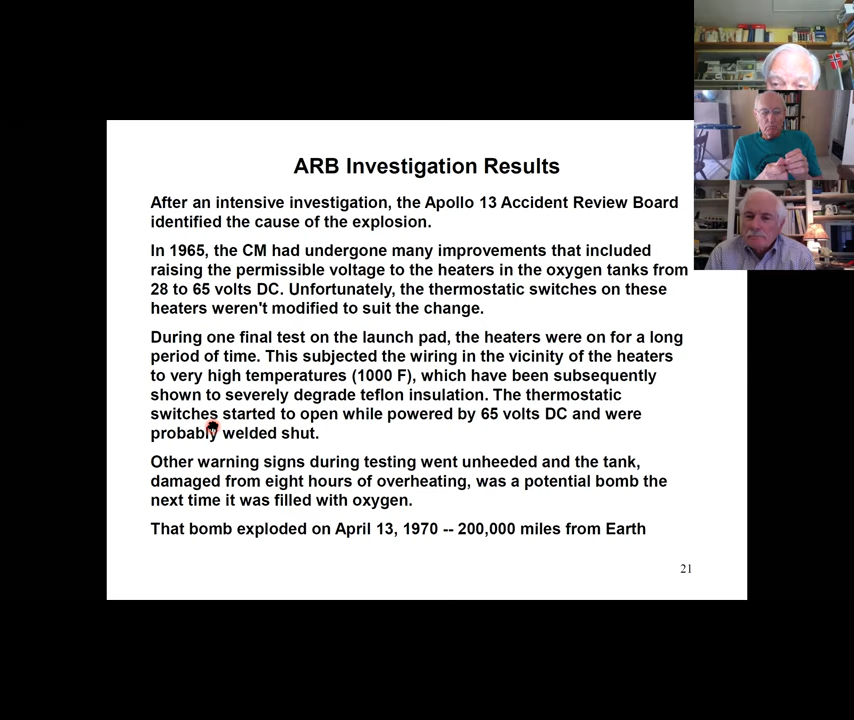 ARB Investigation Results
After an intensive investigation, the Apollo 13 Accident Review Board
identified the cause of the explosion.
In 1965, the CM had undergone many improvements that included
raising the permissible voltage to the heaters in the oxygen tanks from
28 to 65 volts DC. Unfortunately, the thermostatic switches on these
heaters weren't modified to suit the change.
During one final test on the launch pad, the heaters were on for a long
period of time. This subjected the wiring in the vicinity of the heaters
to very high temperatures (1000 F), which have been subsequently
shown to severely degrade teflon insulation. The thermostatic
switches started to open while powered by 65 volts DC and were
probably welded shut.
Other warning signs during testing went unheeded and the tank,
damaged from eight hours of overheating, was a potential bomb the
next time it was filled with oxygen.
That bomb exploded on April 13, 1970 -- 200,000 miles from Earth
21